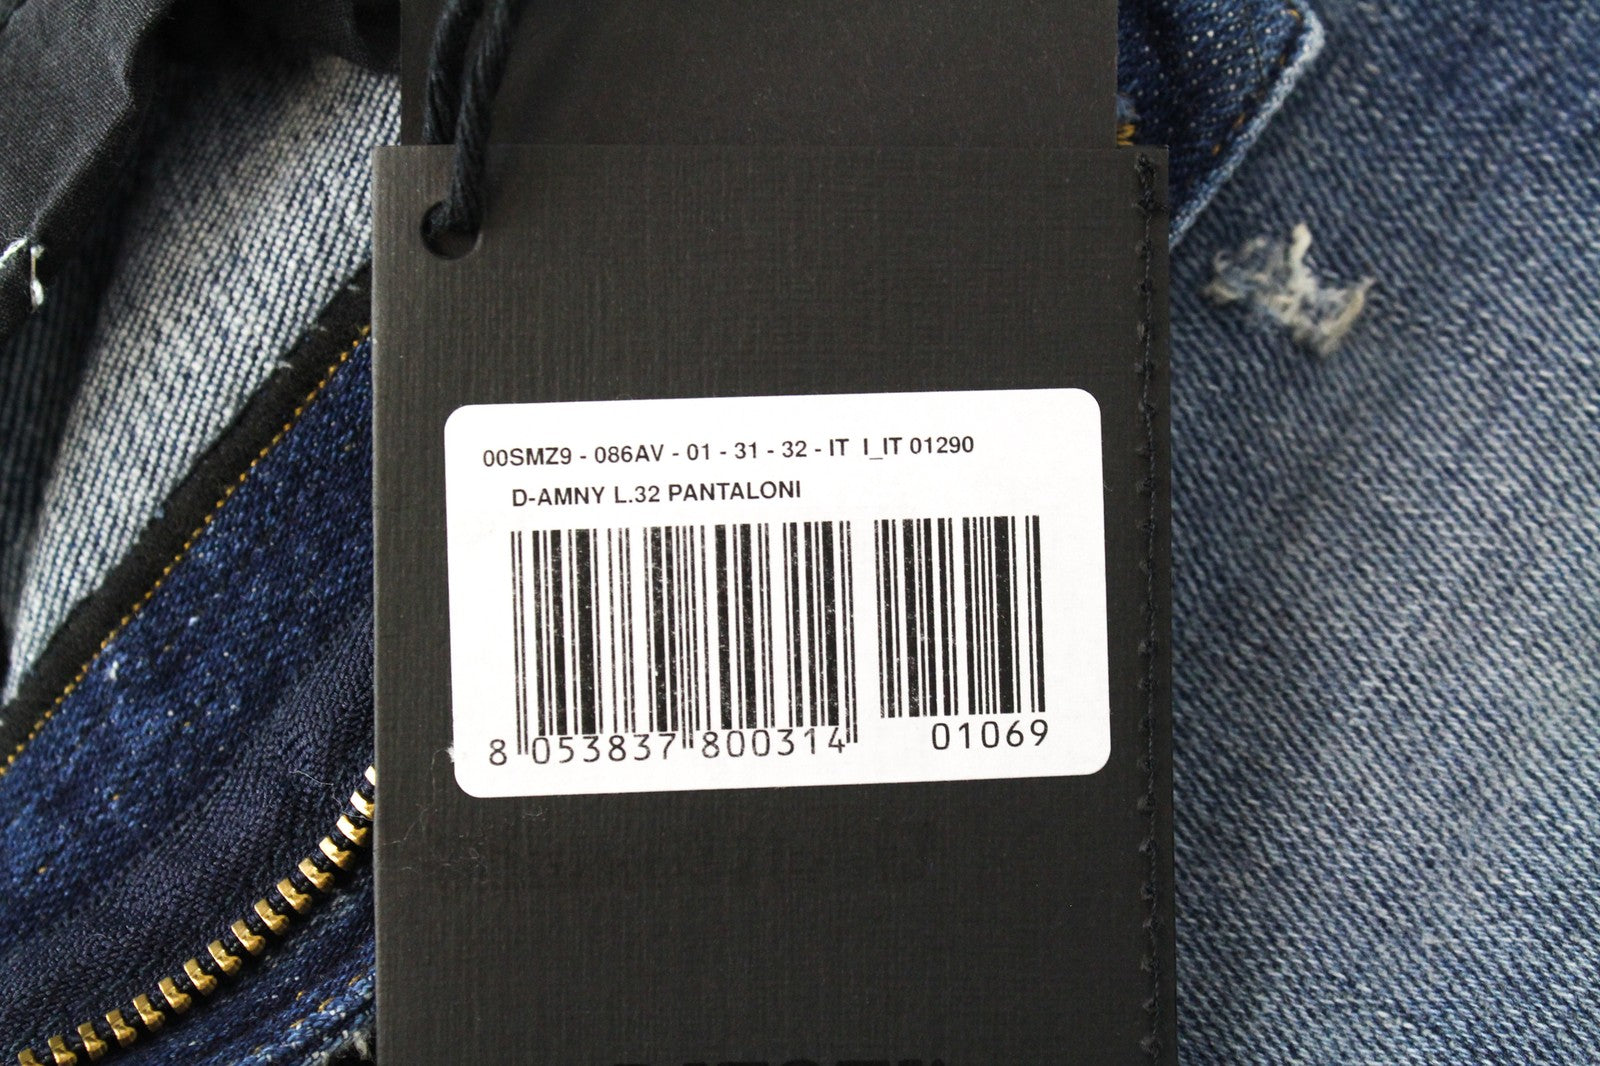 00SMZ9 - 086AV - 01 - 31 - 32 - IT I_IT 01290
D-AMNY L.32 PANTALONI
8 053837 800314 01069